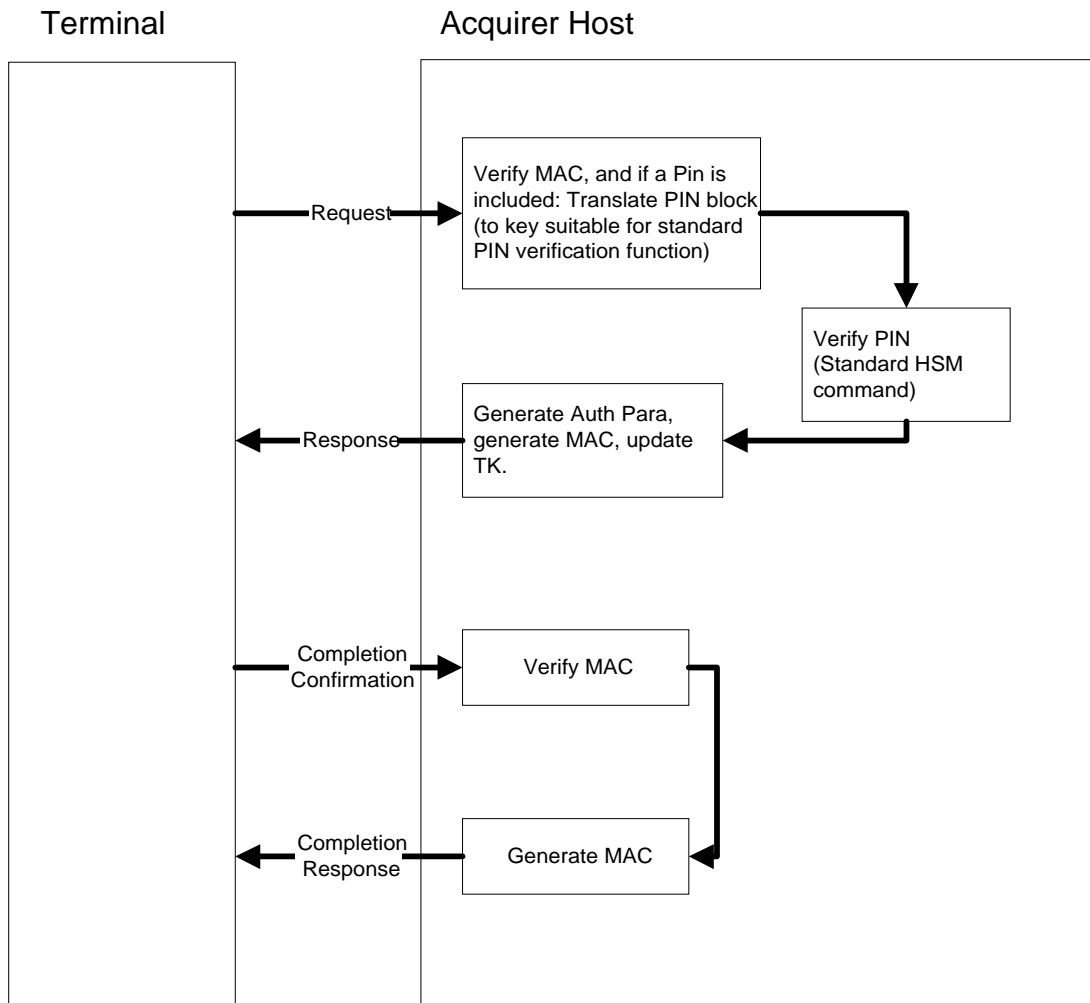 Terminal
Acquirer Host
Verify MAC, and if a Pin is
included: Translate PIN block
(to key suitable for standard
PIN verification function)
Request
Verify PIN
(Standard HSM
command)
Generate Auth Para,
generate MAC, update
TK.
Response
Completion
Confirmation
Verify MAC
Completion
Response
Generate MAC